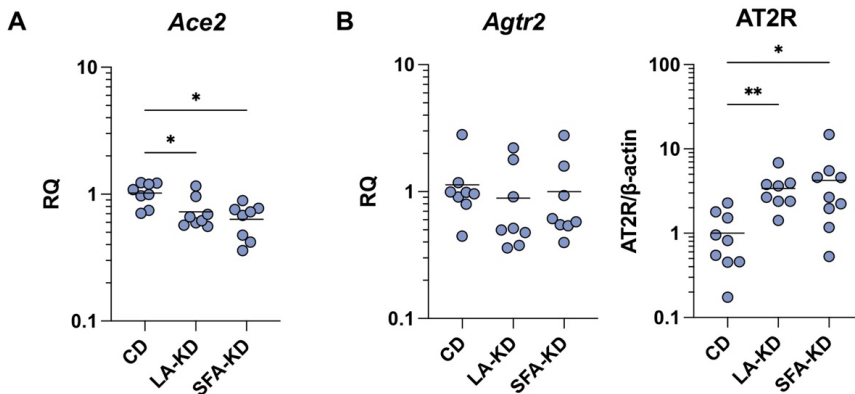 A
Ace2
RQ
10
1
0.1
*
*
CD
LA-KD
SFA-KD
B
Agtr2
RQ
10
1
0.1
CD
LA-KD
SFA-KD
AT2R
AT2R/β-actin
100
10
1
0.1
*
**
CD
LA-KD
SFA-KD